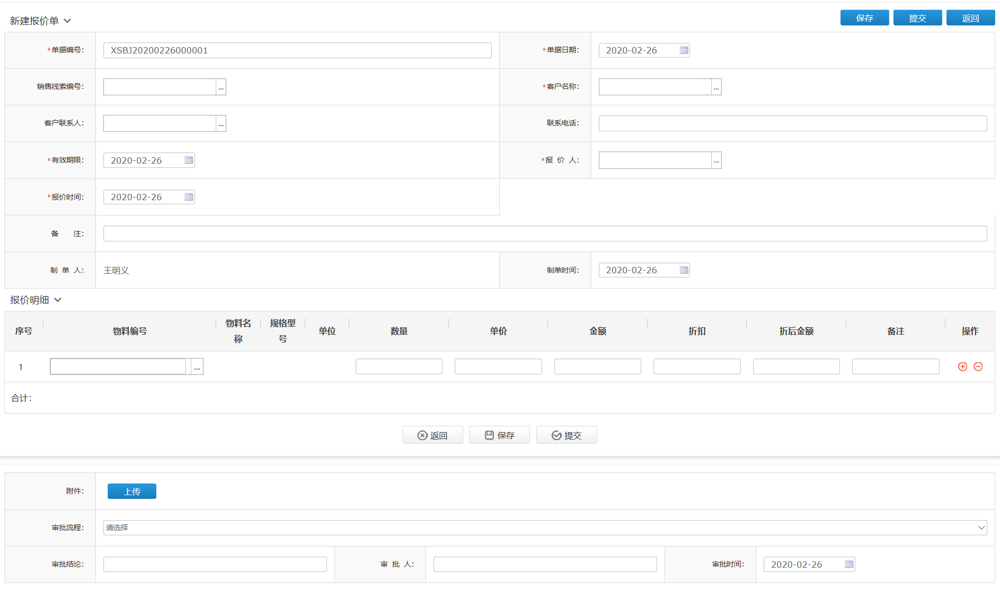 新建报价单
保存 提交 返回
*单据编号： XSBJ20200226000001 *单据日期： 2020-02-26
销售线索编号： ... *客户名称： ...
客户联系人： ... 联系电话：
*有效期限： 2020-02-26 *报 价 人： ...
*报价时间： 2020-02-26
备 注：
制 单 人： 王明义 制单时间： 2020-02-26
报价明细
序号 物料编号 物料名称 规格型号 单位 数量 单价 金额 折扣 折后金额 备注 操作
1 ...
合计：
返回 保存 提交
附件： 上传
审批流程： 请选择
审批结论： 审 批 人： 审批时间： 2020-02-26